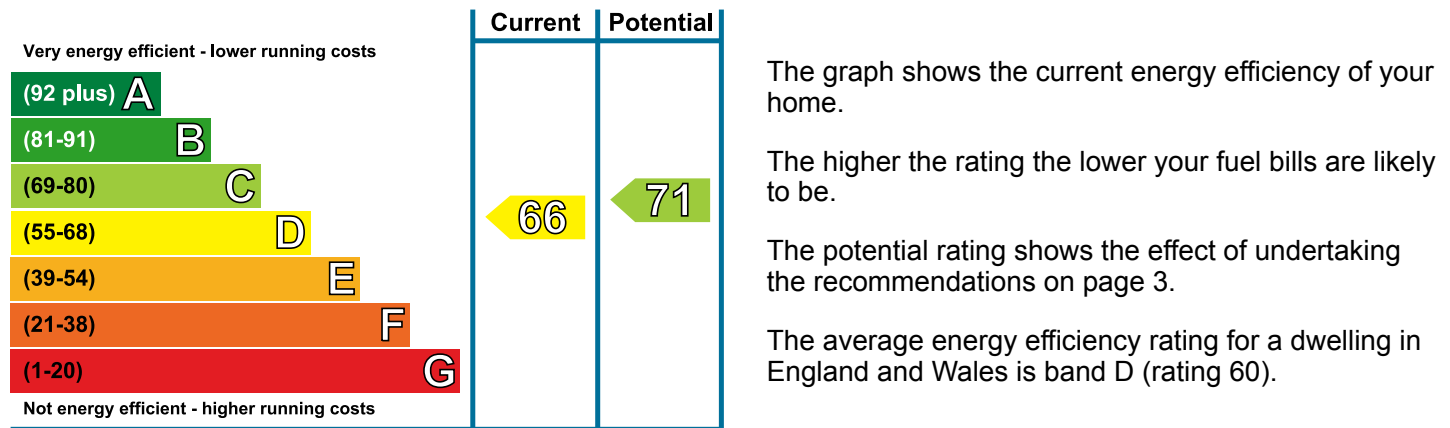 Current Potential
Very energy efficient - lower running costs
(92 plus) A
(81-91) B
(69-80) C
(55-68) D
(39-54) E
(21-38) F
(1-20) G
Not energy efficient - higher running costs
66
71
The graph shows the current energy efficiency of your
home.
The higher the rating the lower your fuel bills are likely
to be.
The potential rating shows the effect of undertaking
the recommendations on page 3.
The average energy efficiency rating for a dwelling in
England and Wales is band D (rating 60).